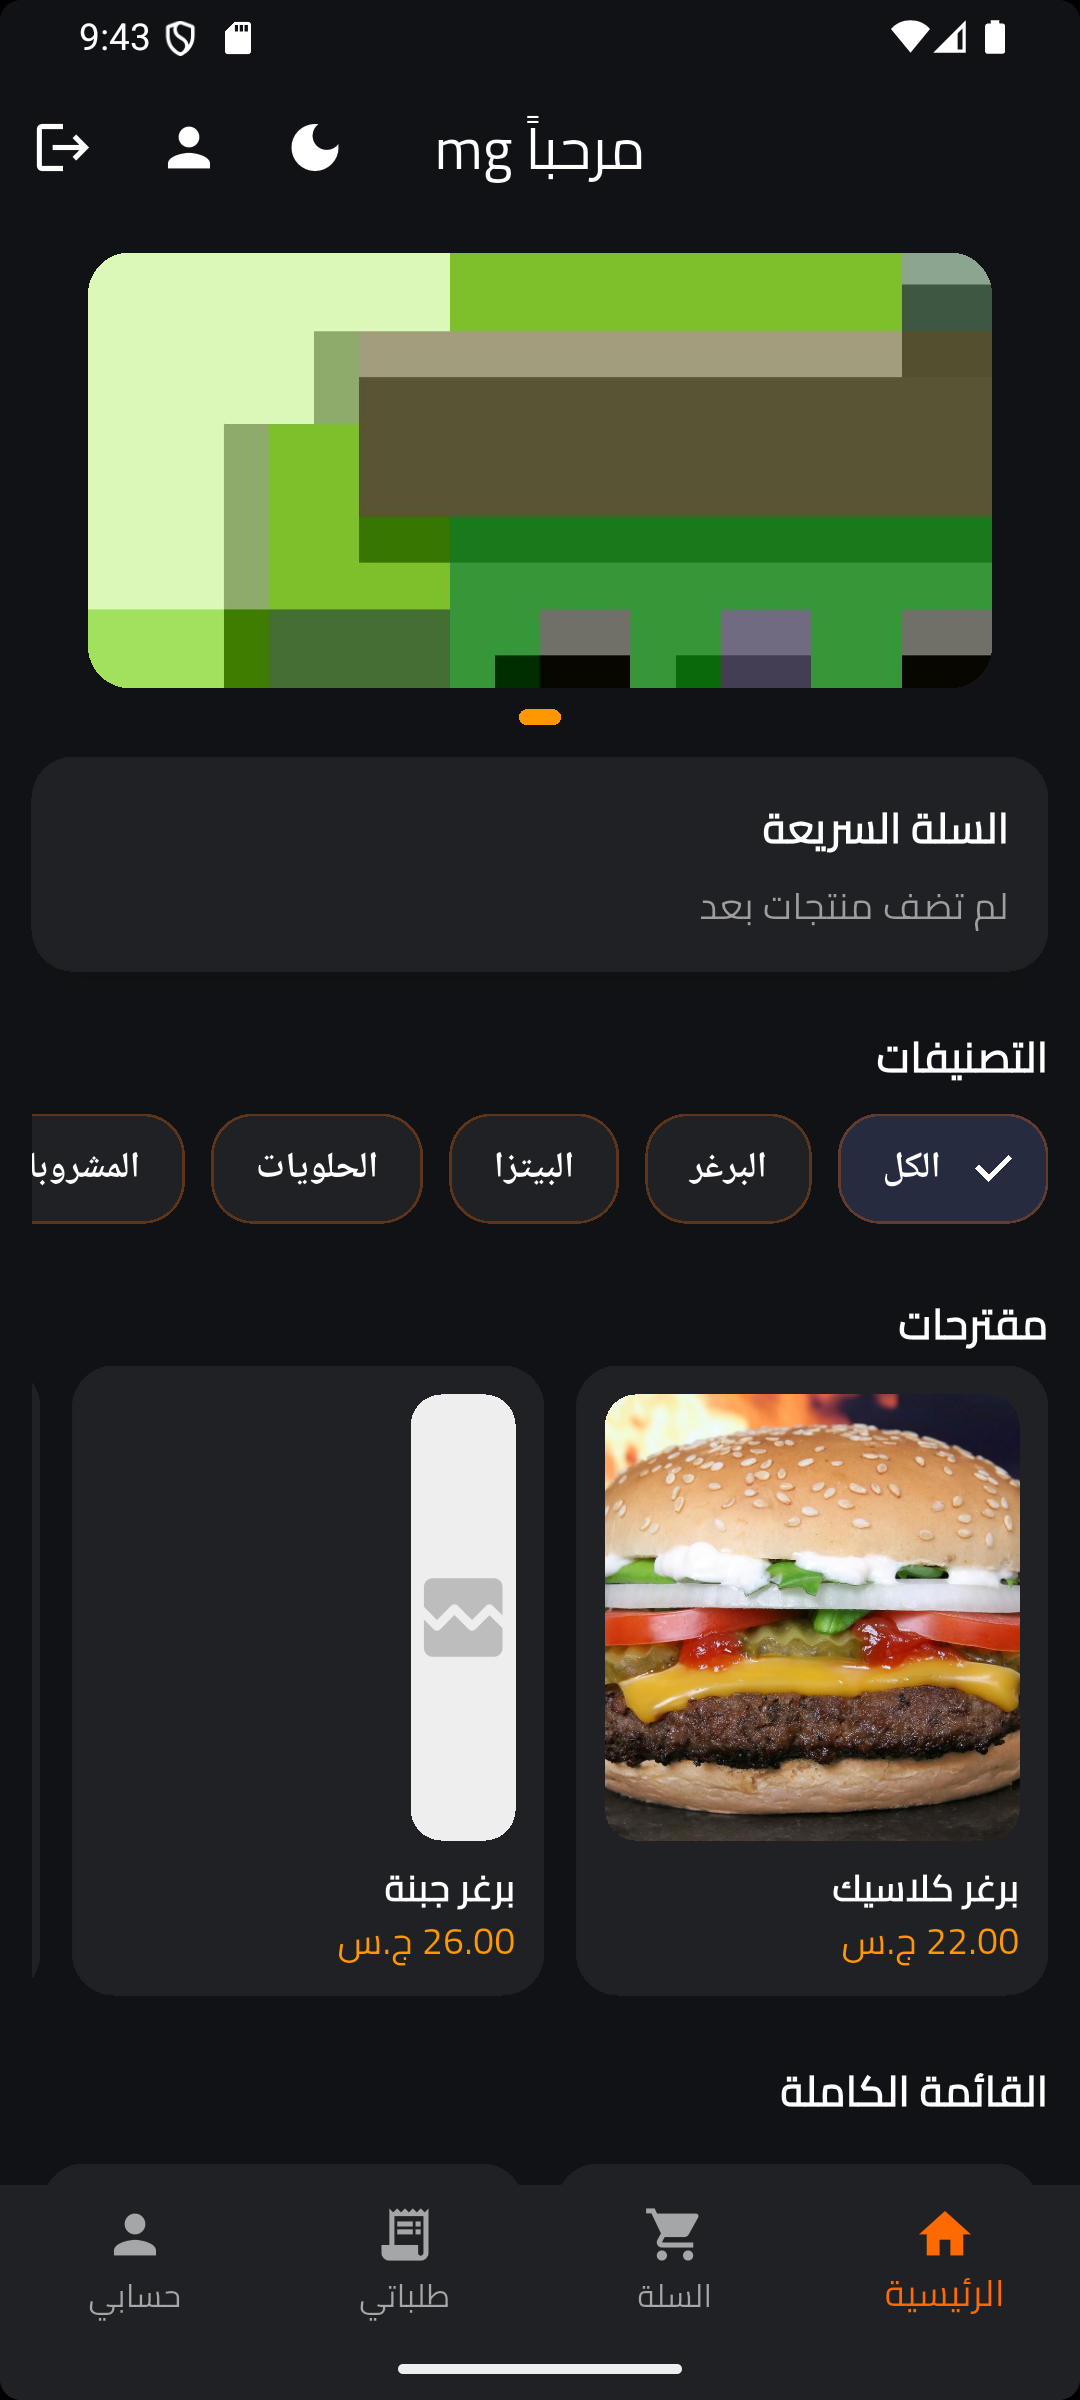 9:43
مرحباً mg
السلة السريعة
لم تضف منتجات بعد
التصنيفات
الكل
البرغر
البيتزا
الحلويات
المشروبا
مقترحات
برغر كلاسيك
22.00 ج.س
برغر جبنة
26.00 ج.س
القائمة الكاملة
الرئيسية
السلة
طلباتي
حسابي